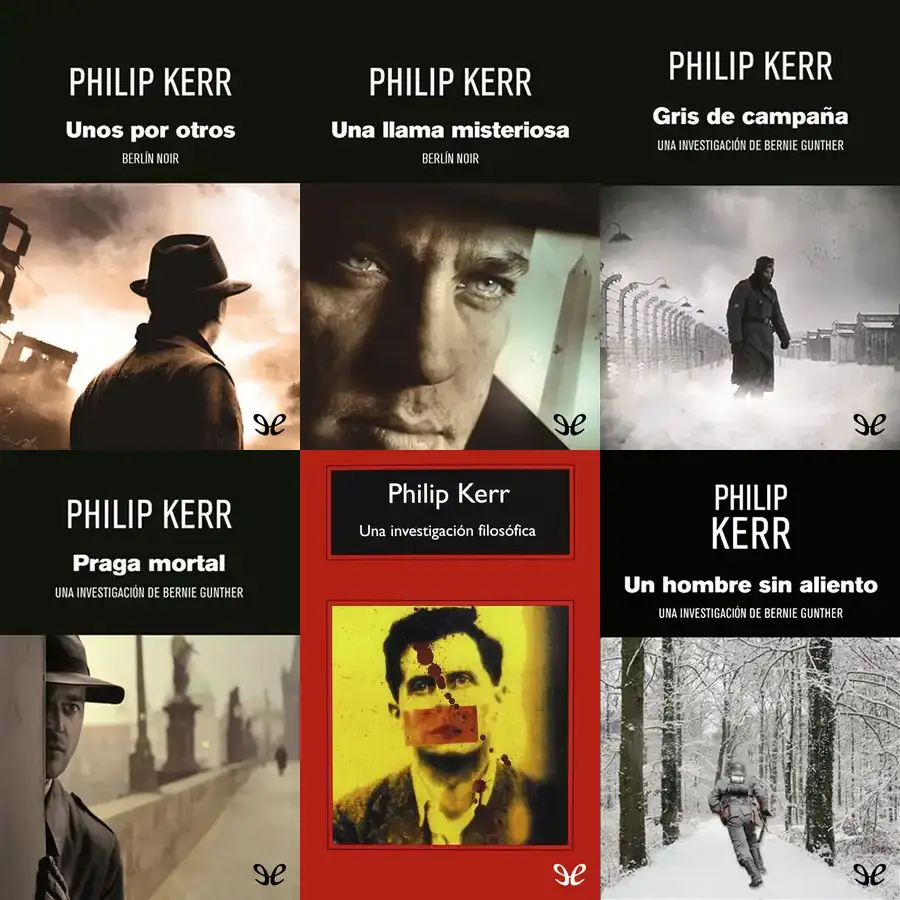 PHILIP KERR
Unos por otros
BERLÍN NOIR
PHILIP KERR
Una llama misteriosa
BERLÍN NOIR
PHILIP KERR
Gris de campaña
UNA INVESTIGACIÓN DE BERNIE GUNTHER
PHILIP KERR
Praga mortal
UNA INVESTIGACIÓN DE BERNIE GUNTHER
Philip Kerr
Una investigación filosófica
PHILIP
KERR
Un hombre sin aliento
UNA INVESTIGACIÓN DE BERNIE GUNTHER